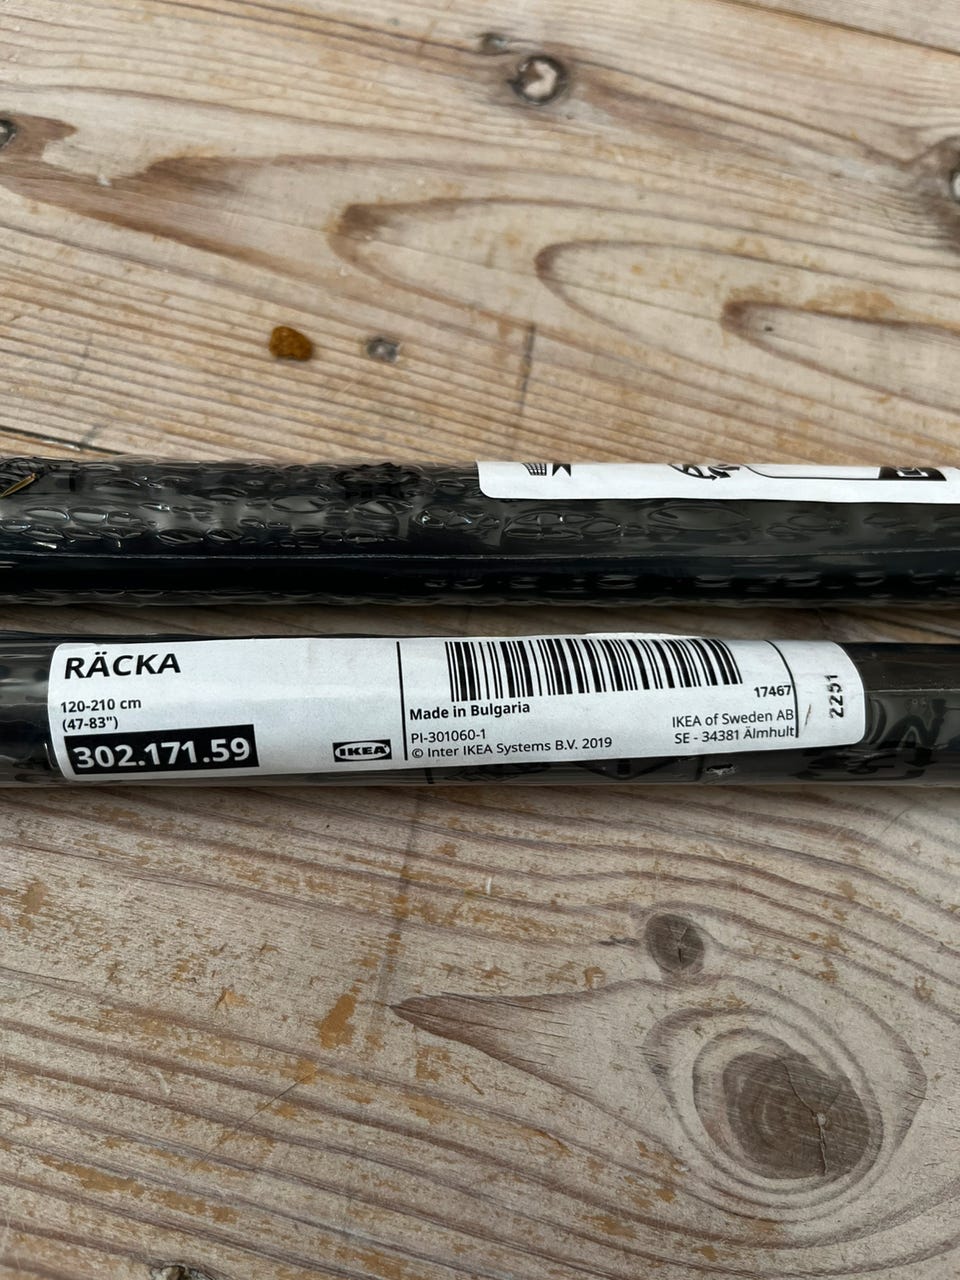 RÄCKA
120-210 cm
(47-83")
302.171.59
IKEA
17467
Made in Bulgaria
PI-301060-1
© Inter IKEA Systems B.V. 2019
IKEA of Sweden AB
SE - 34381 Älmhult
2251